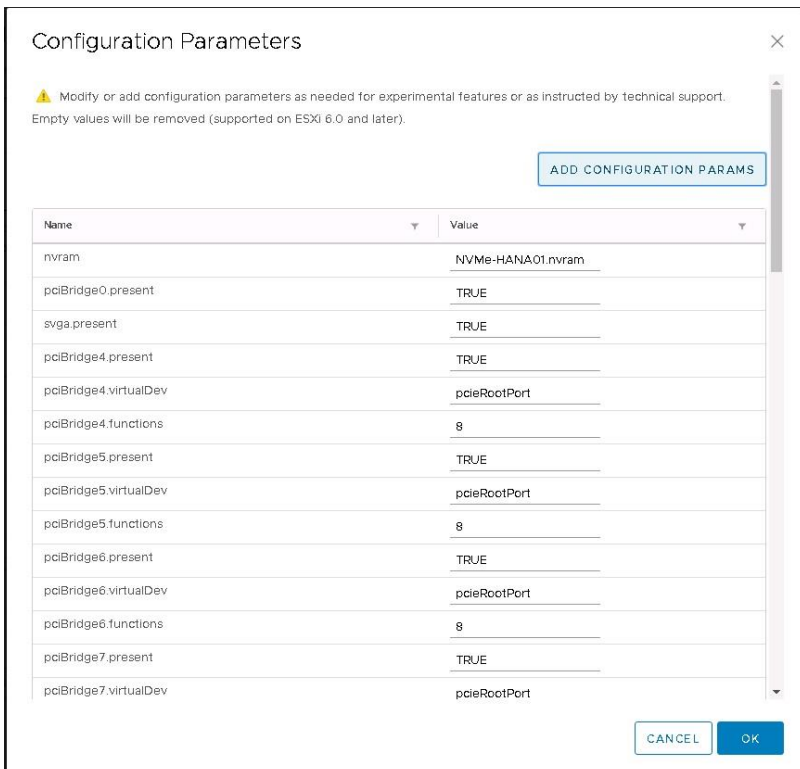 Configuration Parameters
Modify or add configuration parameters as needed for experimental features or as instructed by technical support.
Empty values will be removed (supported on ESXi 6.0 and later).
ADD CONFIGURATION PARAMS
Name Value
nvram NVMe-HANA01.nvram
pciBridge0.present TRUE
svga.present TRUE
pciBridge4.present TRUE
pciBridge4.virtualDev pcieRootPort
pciBridge4.functions 8
pciBridge5.present TRUE
pciBridge5.virtualDev pcieRootPort
pciBridge5.functions 8
pciBridge6.present TRUE
pciBridge6.virtualDev pcieRootPort
pciBridge6.functions 8
pciBridge7.present TRUE
pciBridge7.virtualDev pcieRootPort
CANCEL OK